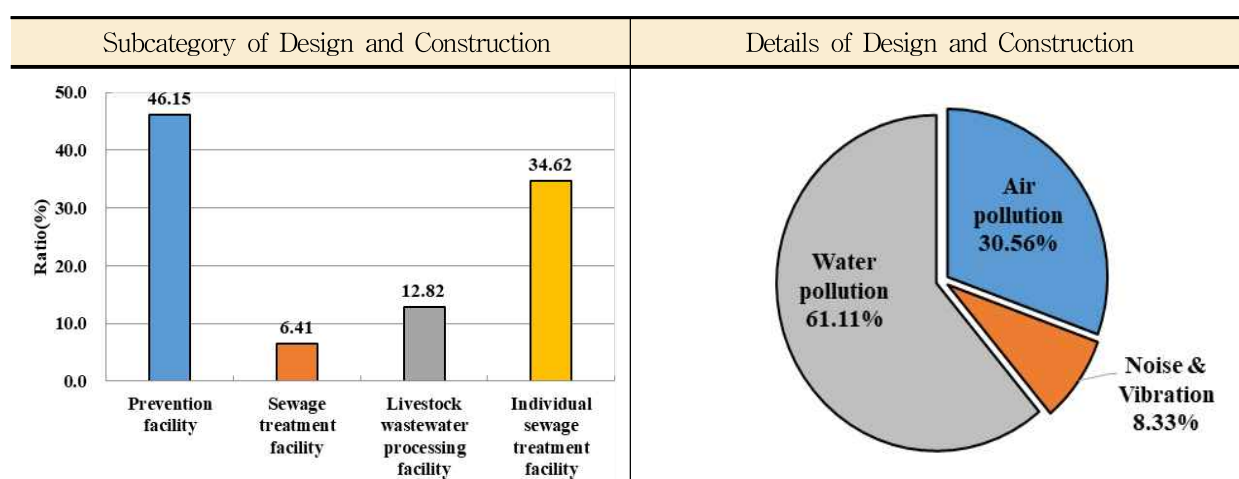 Subcategory of Design and Construction
Details of Design and Construction
50.0
40.0
30.0
20.0
10.0
0.0
Ratio(%)
46.15
6.41
12.82
34.62
Prevention
facility
Sewage
treatment
facility
Livestock
wastewater
processing
facility
Individual
sewage
treatment
facility
Air
pollution
30.56%
Water
pollution
61.11%
Noise &
Vibration
8.33%